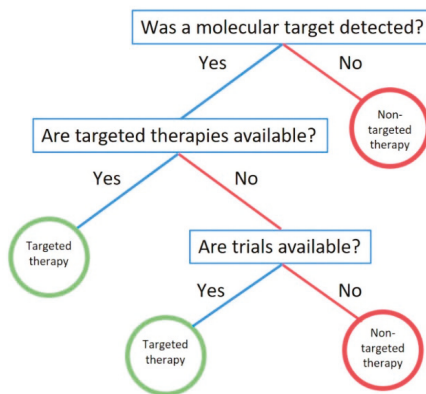 Was a molecular target detected?
Yes
No
Non-
targeted
therapy
Are targeted therapies available?
Yes
No
Targeted
therapy
Are trials available?
Yes
No
Targeted
therapy
Non-
targeted
therapy